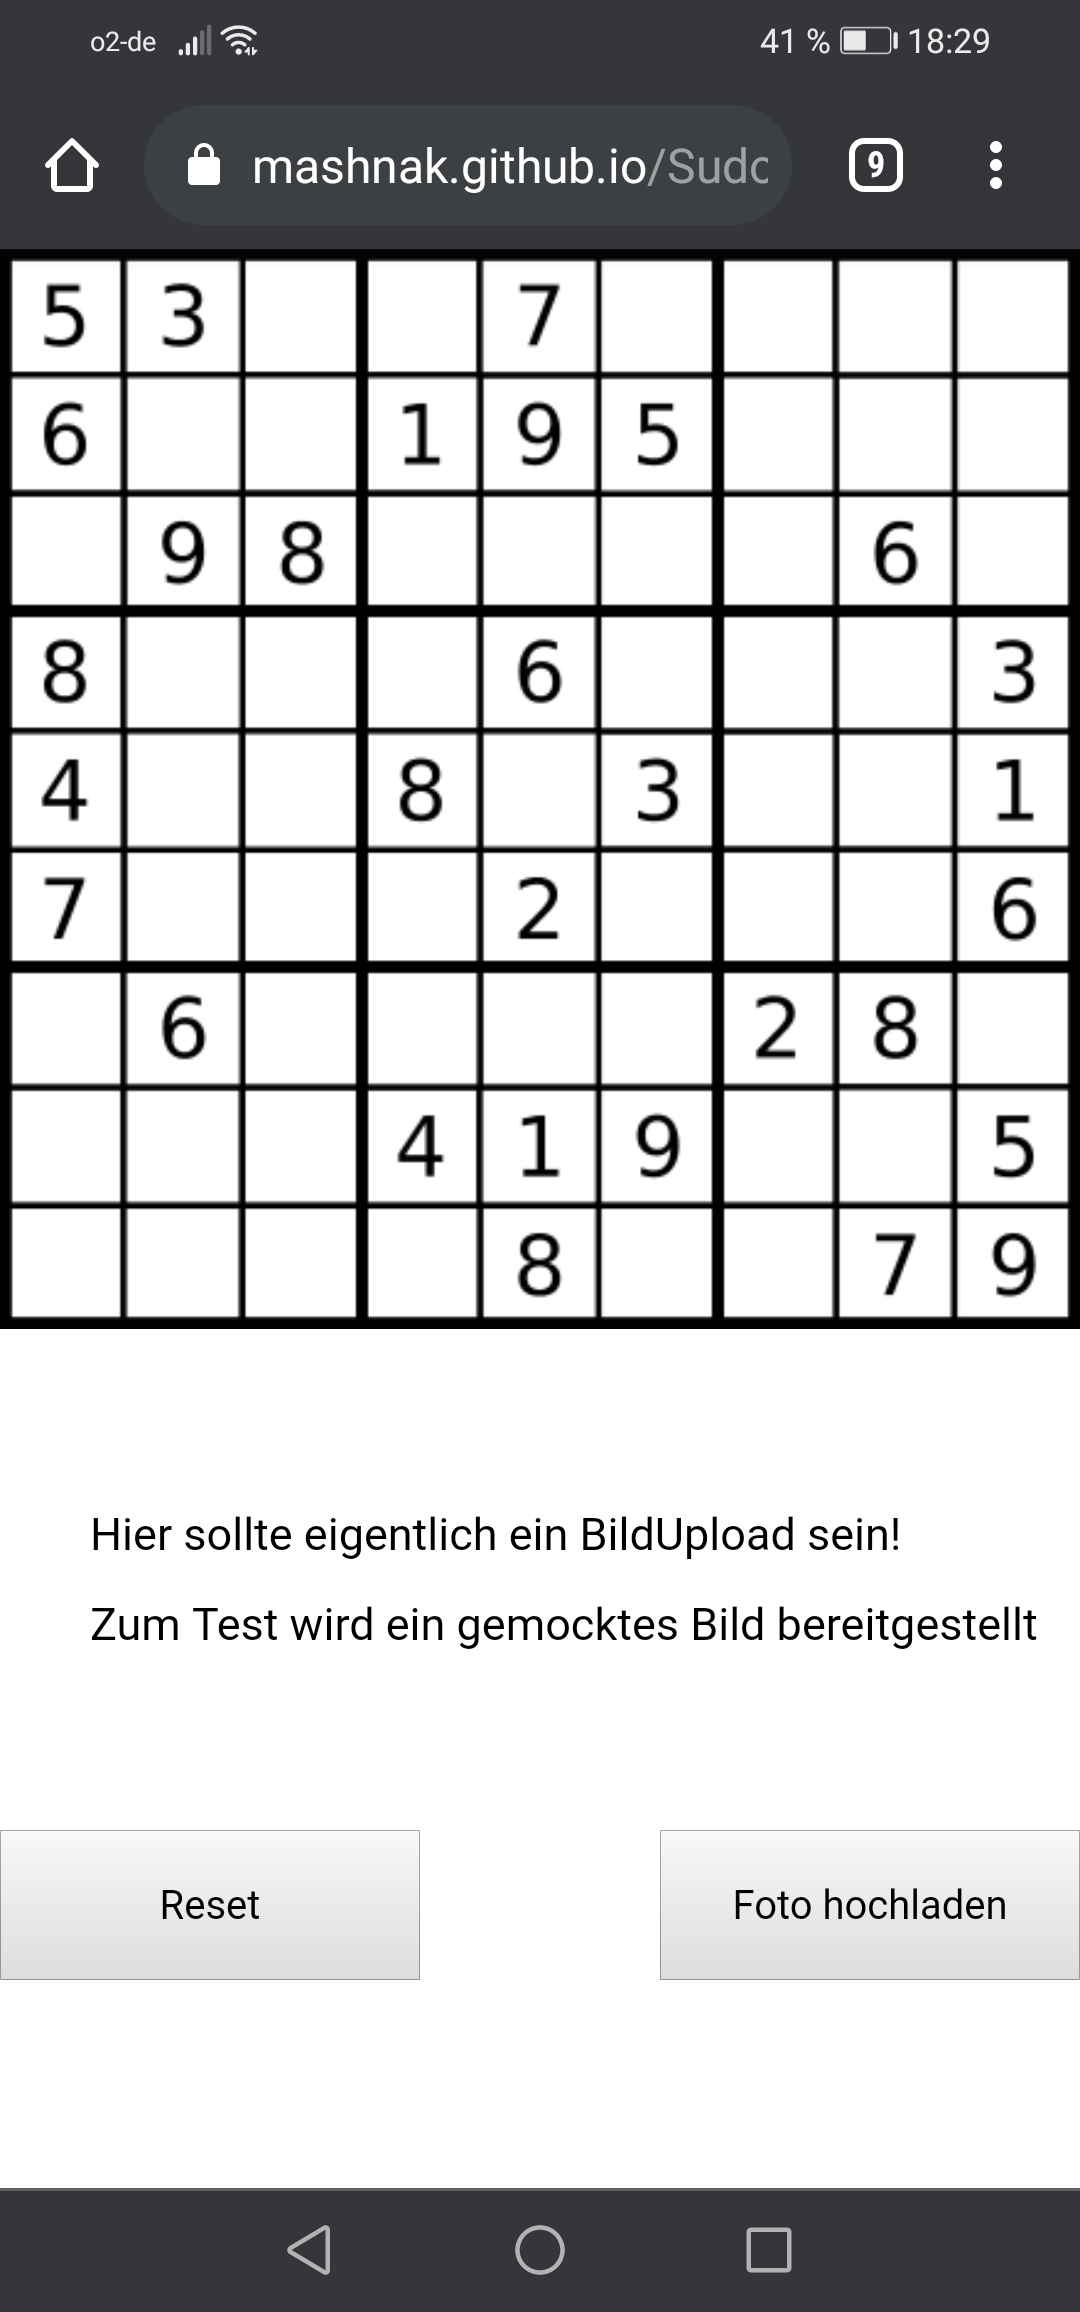 o2-de 41 % 18:29
mashnak.github.io/Sudo 9
5 3 7
6 1 9 5
9 8 6
8 6 3
4 8 3 1
7 2 6
6 2 8
4 1 9 5
8 7 9
Hier sollte eigentlich ein BildUpload sein!
Zum Test wird ein gemocktes Bild bereitgestellt
Reset Foto hochladen